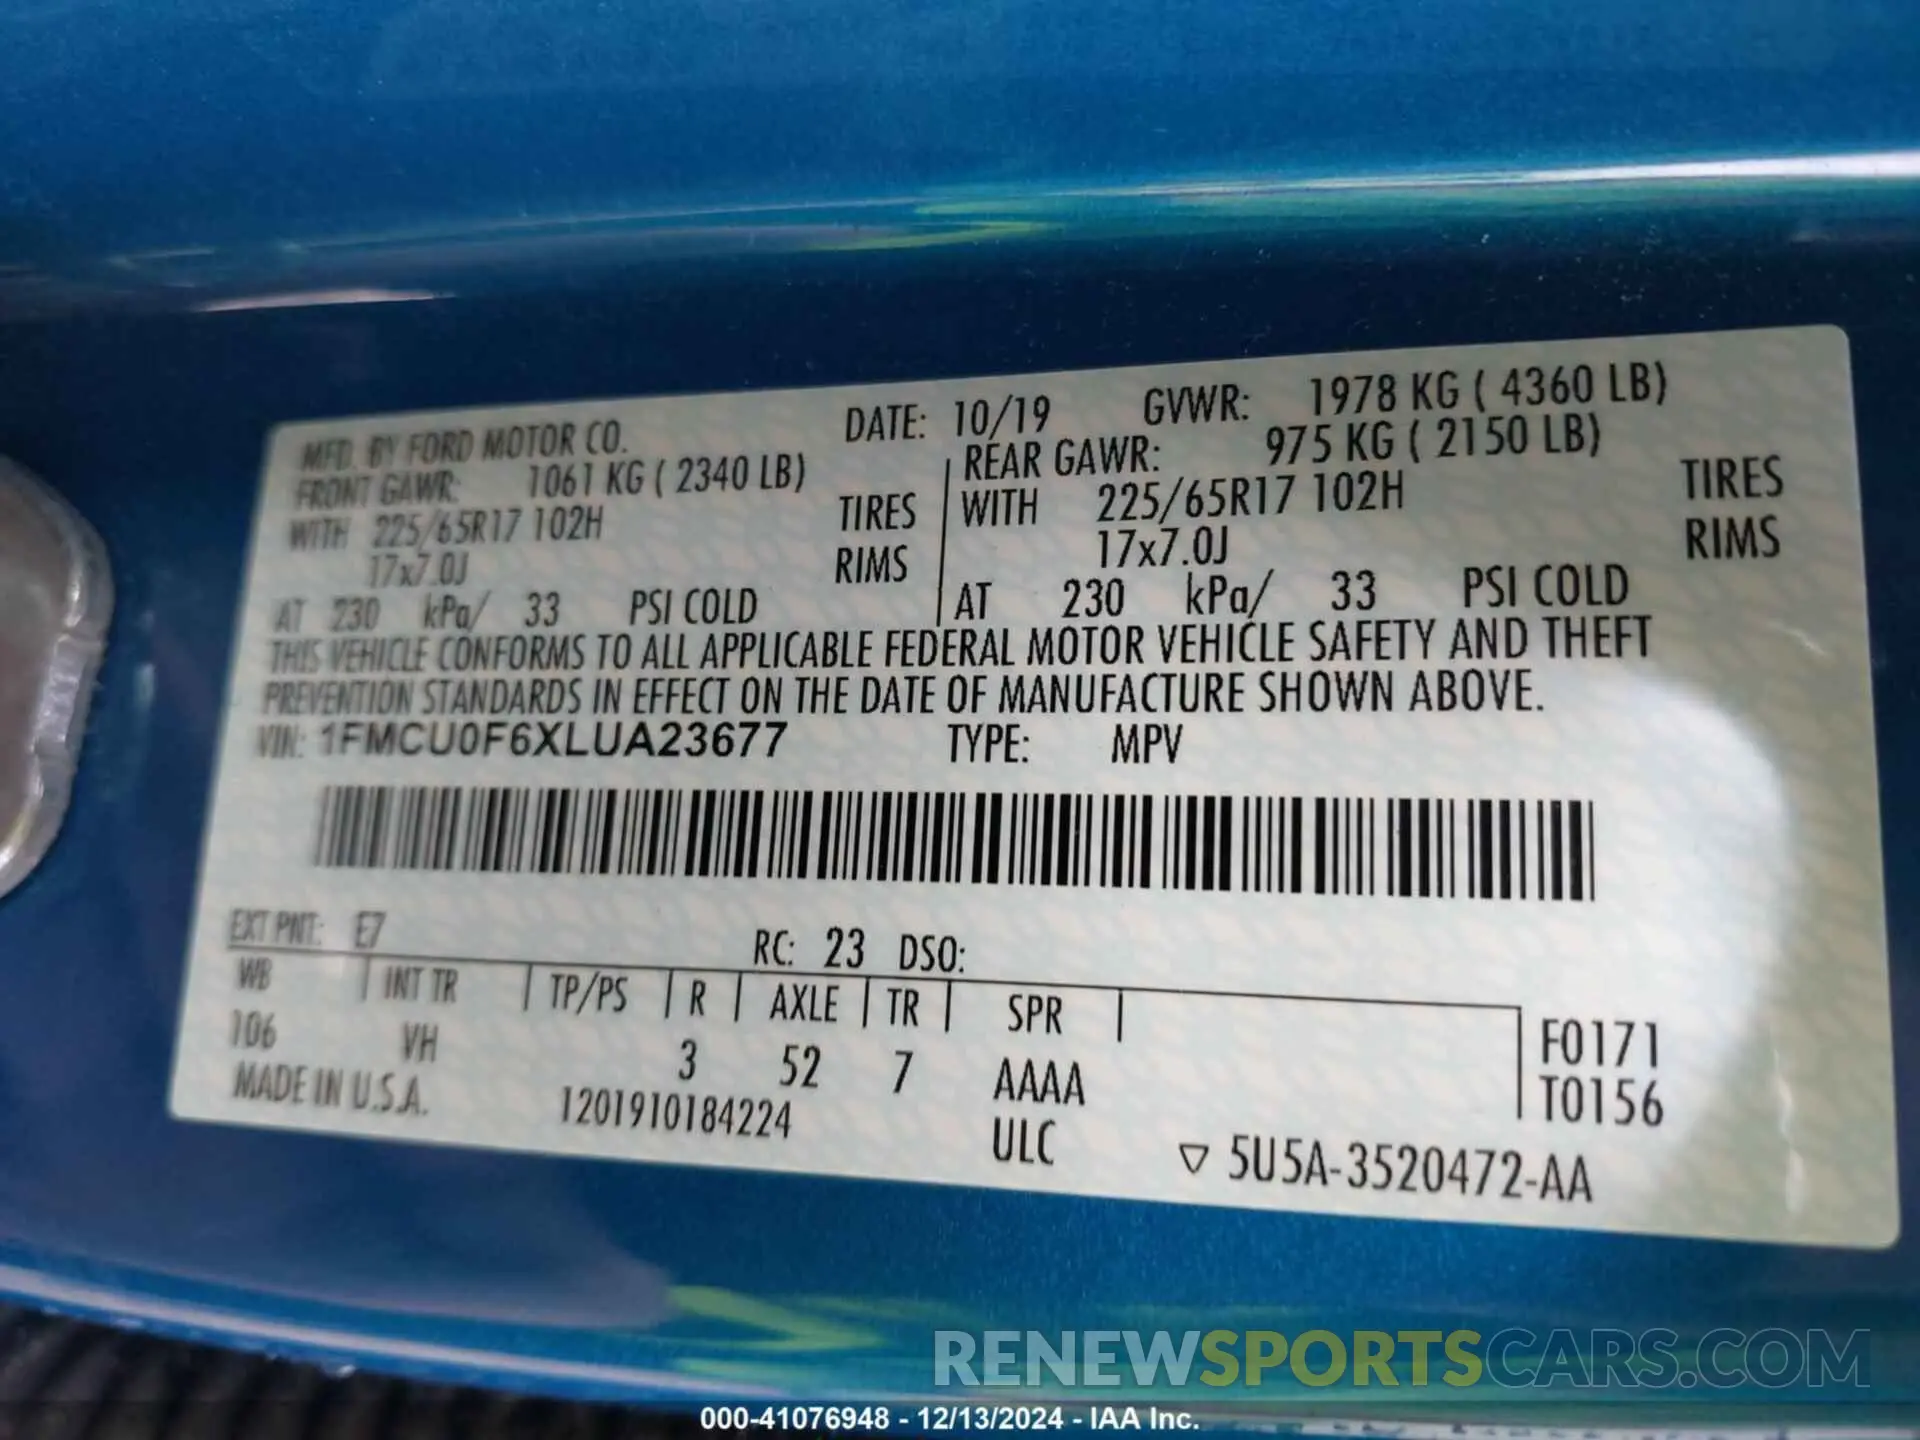 MFD. BY FORD MOTOR CO. DATE: 10/19 GVWR: 1978 KG ( 4360 LB)
FRONT GAWR: 1061 KG ( 2340 LB) REAR GAWR: 975 KG ( 2150 LB)
WITH 225/65R17 102H TIRES WITH 225/65R17 102H TIRES
17x7.0J RIMS 17x7.0J RIMS
AT 230 kPa/ 33 PSI COLD AT 230 kPa/ 33 PSI COLD
THIS VEHICLE CONFORMS TO ALL APPLICABLE FEDERAL MOTOR VEHICLE SAFETY AND THEFT
PREVENTION STANDARDS IN EFFECT ON THE DATE OF MANUFACTURE SHOWN ABOVE.
VIN: 1FMCU0F6XLUA23677 TYPE: MPV
EXT PNT: E7 RC: 23 DSO:
WB INT TR TP/PS R AXLE TR SPR
106 VH 3 52 7 AAAA
F0171
T0156
MADE IN U.S.A. 1201910184224 ULC
▽ 5U5A-3520472-AA
RENEWSPORTSCARS.COM
000-41076948 - 12/13/2024 - IAA Inc.